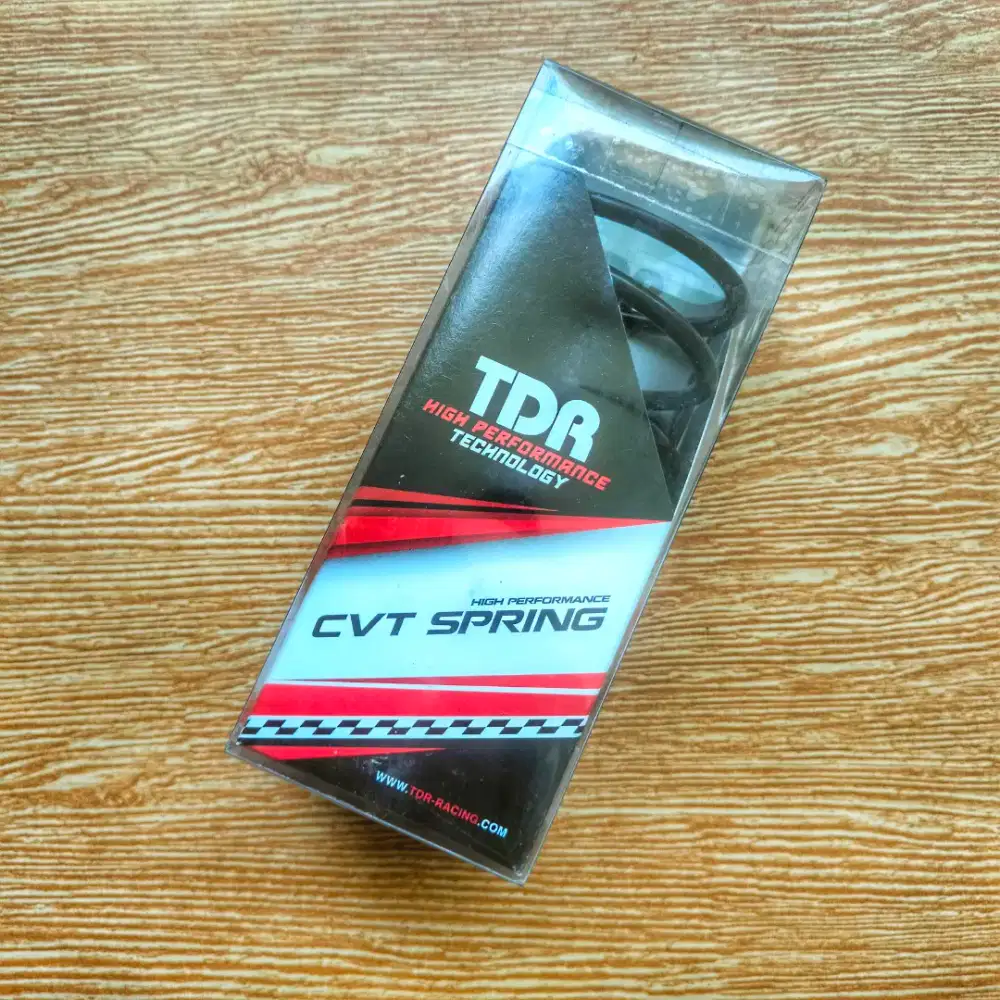 TDR
HIGH PERFORMANCE
TECHNOLOGY
HIGH PERFORMANCE
CVT SPRING
WWW.TDR-RACING.COM